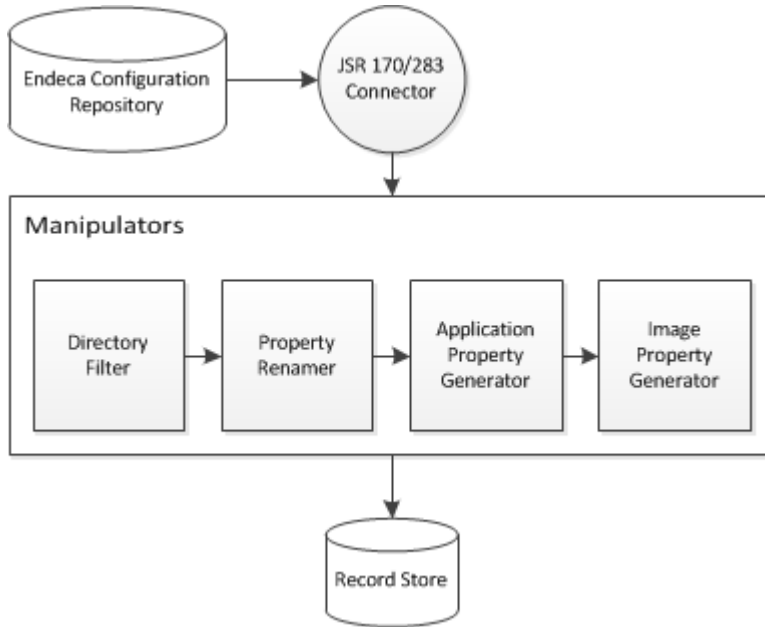 Endeca Configuration
Repository
JSR 170/283
Connector
Manipulators
Directory
Filter
Property
Renamer
Application
Property
Generator
Image
Property
Generator
Record Store